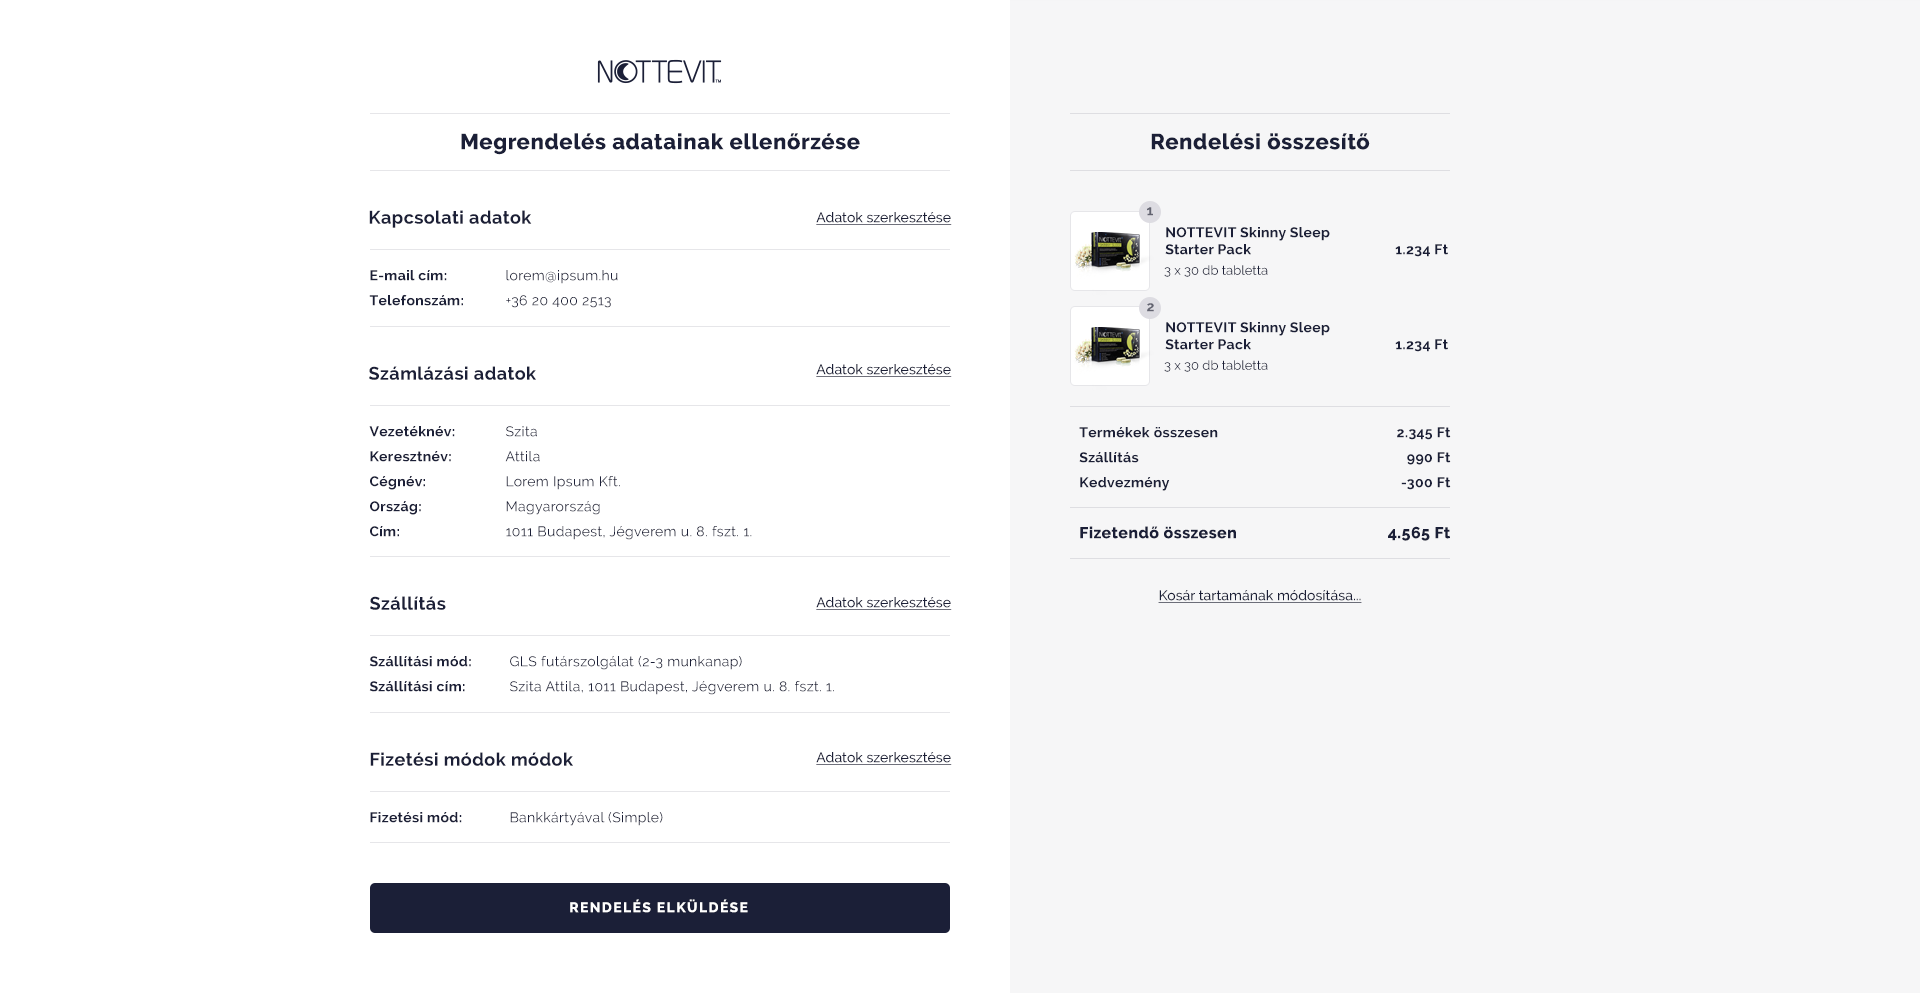 NOTTEVIT™
Megrendelés adatainak ellenőrzése
Kapcsolati adatok
Adatok szerkesztése
E-mail cím: lorem@ipsum.hu
Telefonszám: +36 20 400 2513
Számlázási adatok
Adatok szerkesztése
Vezetéknév: Szita
Keresztnév: Attila
Cégnév: Lorem Ipsum Kft.
Ország: Magyarország
Cím: 1011 Budapest, Jégverem u. 8. fszt. 1.
Szállítás
Adatok szerkesztése
Szállítási mód: GLS futárszolgálat (2-3 munkanap)
Szállítási cím: Szita Attila, 1011 Budapest, Jégverem u. 8. fszt. 1.
Fizetési módok módok
Adatok szerkesztése
Fizetési mód: Bankkártyával (Simple)
RENDELÉS ELKÜLDÉSE
Rendelési összesítő
1
NOTTEVIT
NOTTEVIT Skinny Sleep
Starter Pack
1.234 Ft
3 x 30 db tabletta
2
NOTTEVIT
NOTTEVIT Skinny Sleep
Starter Pack
1.234 Ft
3 x 30 db tabletta
Termékek összesen 2.345 Ft
Szállítás 990 Ft
Kedvezmény -300 Ft
Fizetendő összesen 4.565 Ft
Kosár tartamának módosítása...